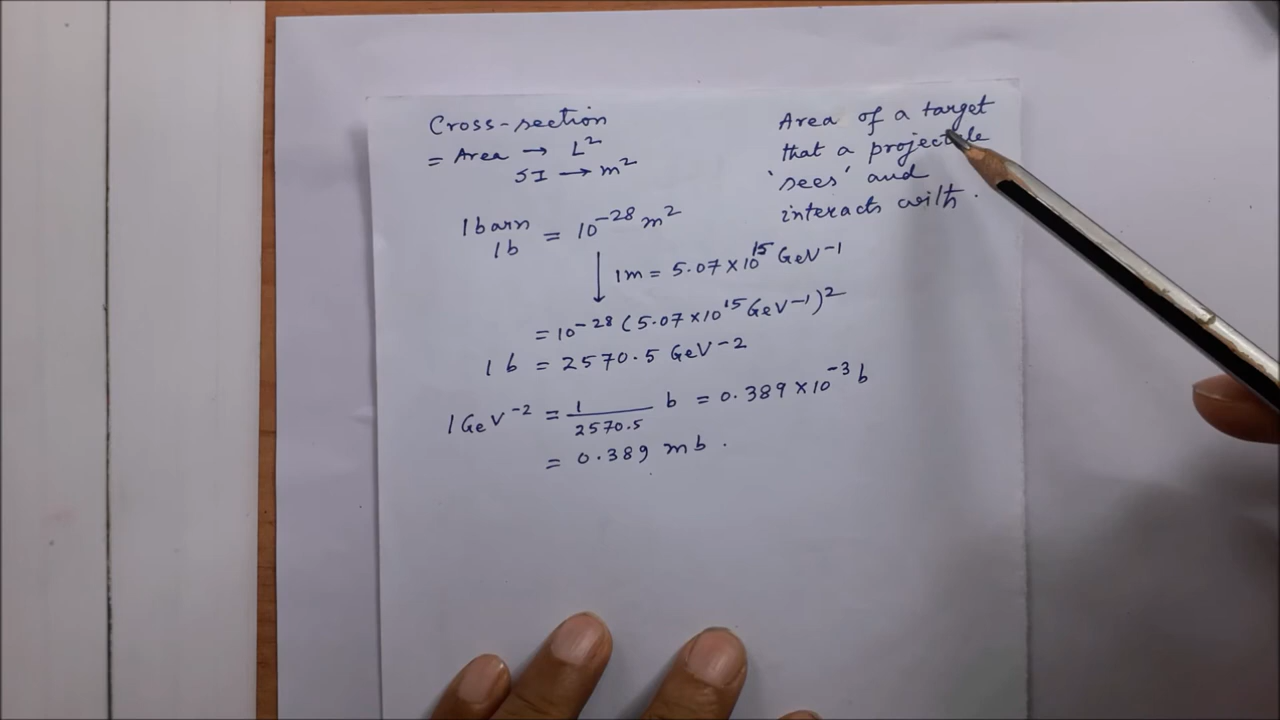 Cross-section
= Area → L²
SI → m²
Area of a target
that a projectile
'sees' and
interacts with.
1 barn
1 b = 10⁻²⁸ m²
1m = 5.07×10¹⁵ GeV⁻¹
= 10⁻²⁸ (5.07×10¹⁵ GeV⁻¹)²
1 b = 2570.5 GeV⁻²
1 GeV⁻² = 1/2570.5 b = 0.389×10⁻³ b
= 0.389 mb.